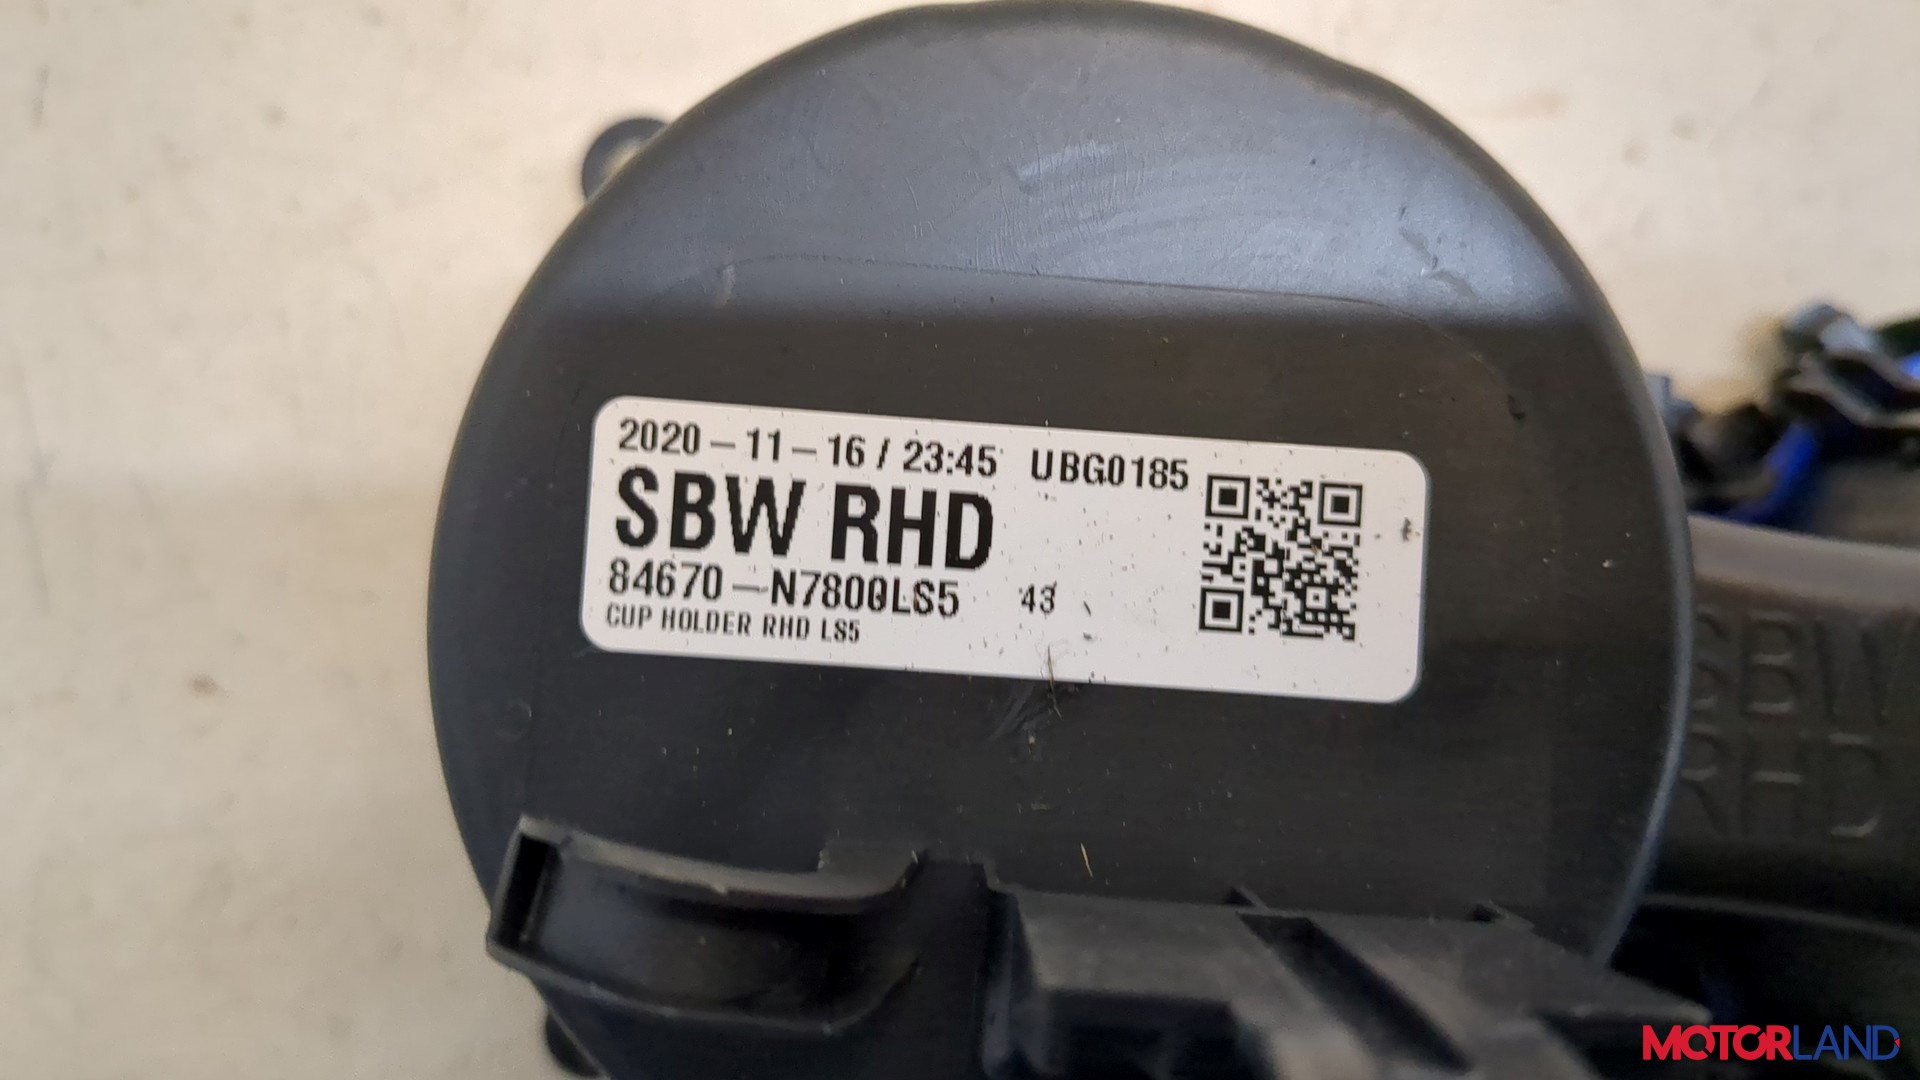 2020-11-16 / 23:45 UBG0185
SBW RHD
84670-N7800LS5 43
CUP HOLDER RHD LS5
SBW
RHD
MOTORLAND